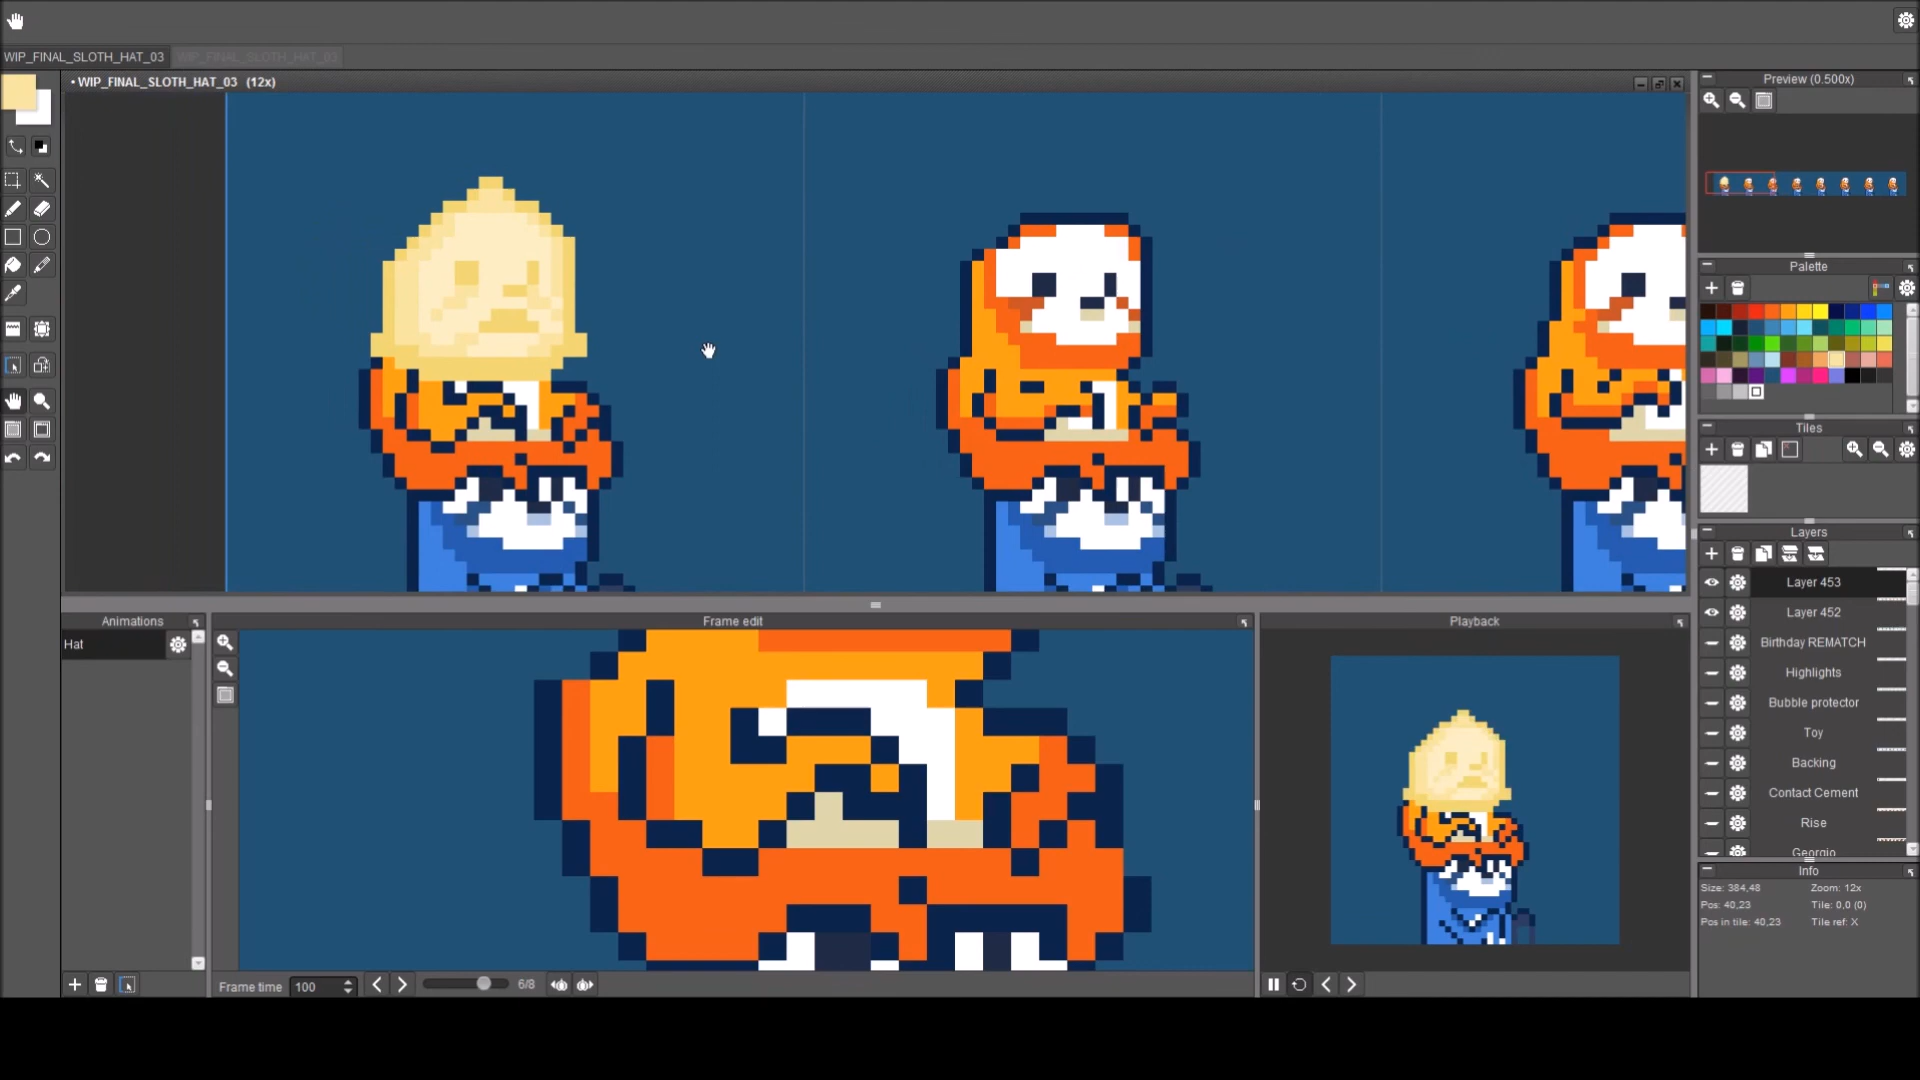 WIP_FINAL_SLOTH_HAT_03
WIP_FINAL_SLOTH_HAT_03
• WIP_FINAL_SLOTH_HAT_03 (12x)
Preview (0.500x)
Palette
Tiles
Layers
Layer 453
Layer 452
Birthday REMATCH
Highlights
Bubble protector
Toy
Backing
Contact Cement
Rise
Georgio
Info
Size: 384,48
Zoom: 12x
Pos: 40,23
Tile: 0,0 (0)
Pos in tile: 40,23
Tile ref: X
Animations
Hat
Frame edit
Frame time
100
6/8
Playback